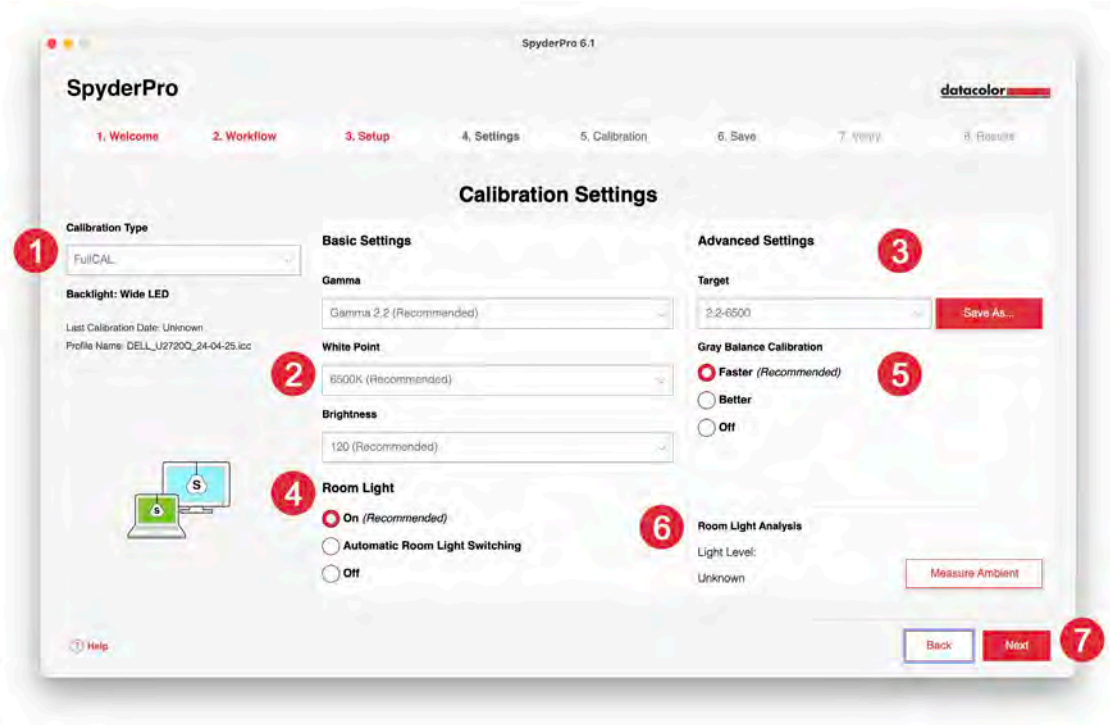 SpyderPro 6.1
SpyderPro
datacolor
1. Welcome
2. Workflow
3. Setup
4. Settings
5. Calibration
6. Save
7. Verify
8. Results
Calibration Settings
1
Calibration Type
FullCAL
Backlight: Wide LED
Last Calibration Date: Unknown
Profile Name: DELL_U2720Q_24-04-25.icc
S
S
Basic Settings
Gamma
Gamma 2.2 (Recommended)
2
White Point
6500K (Recommended)
Brightness
120 (Recommended)
4
Room Light
On (Recommended)
Automatic Room Light Switching
Off
Advanced Settings
3
Target
2.2-6500
Save As...
Gray Balance Calibration
5
Faster (Recommended)
Better
Off
6
Room Light Analysis
Light Level:
Unknown
Measure Ambient
? Help
Back
Next
7